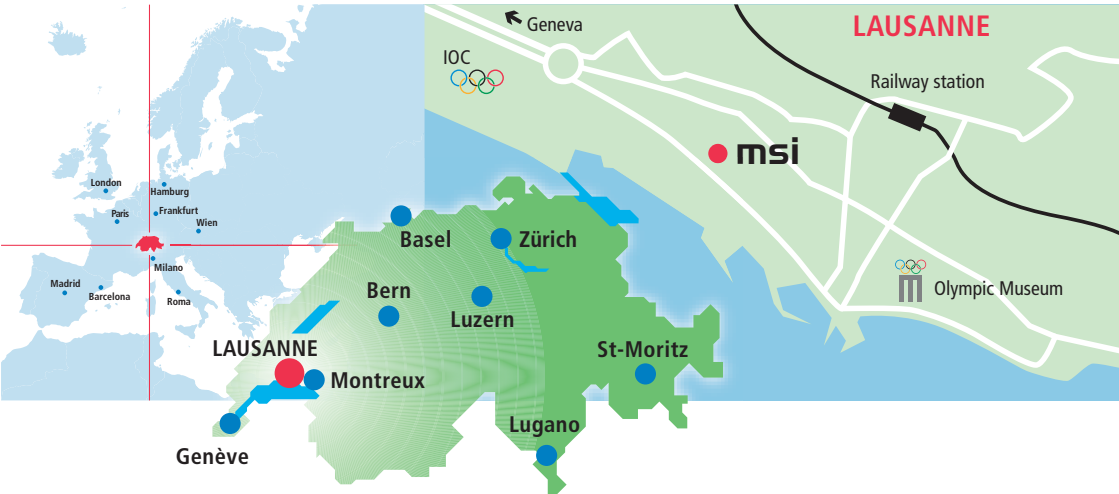 LAUSANNE
Geneva
IOC
Railway station
msi
Olympic Museum
London
Hamburg
Paris
Frankfurt
Wien
Milano
Madrid
Barcelona
Roma
Basel
Zürich
Bern
Luzern
LAUSANNE
Montreux
St-Moritz
Lugano
Genève